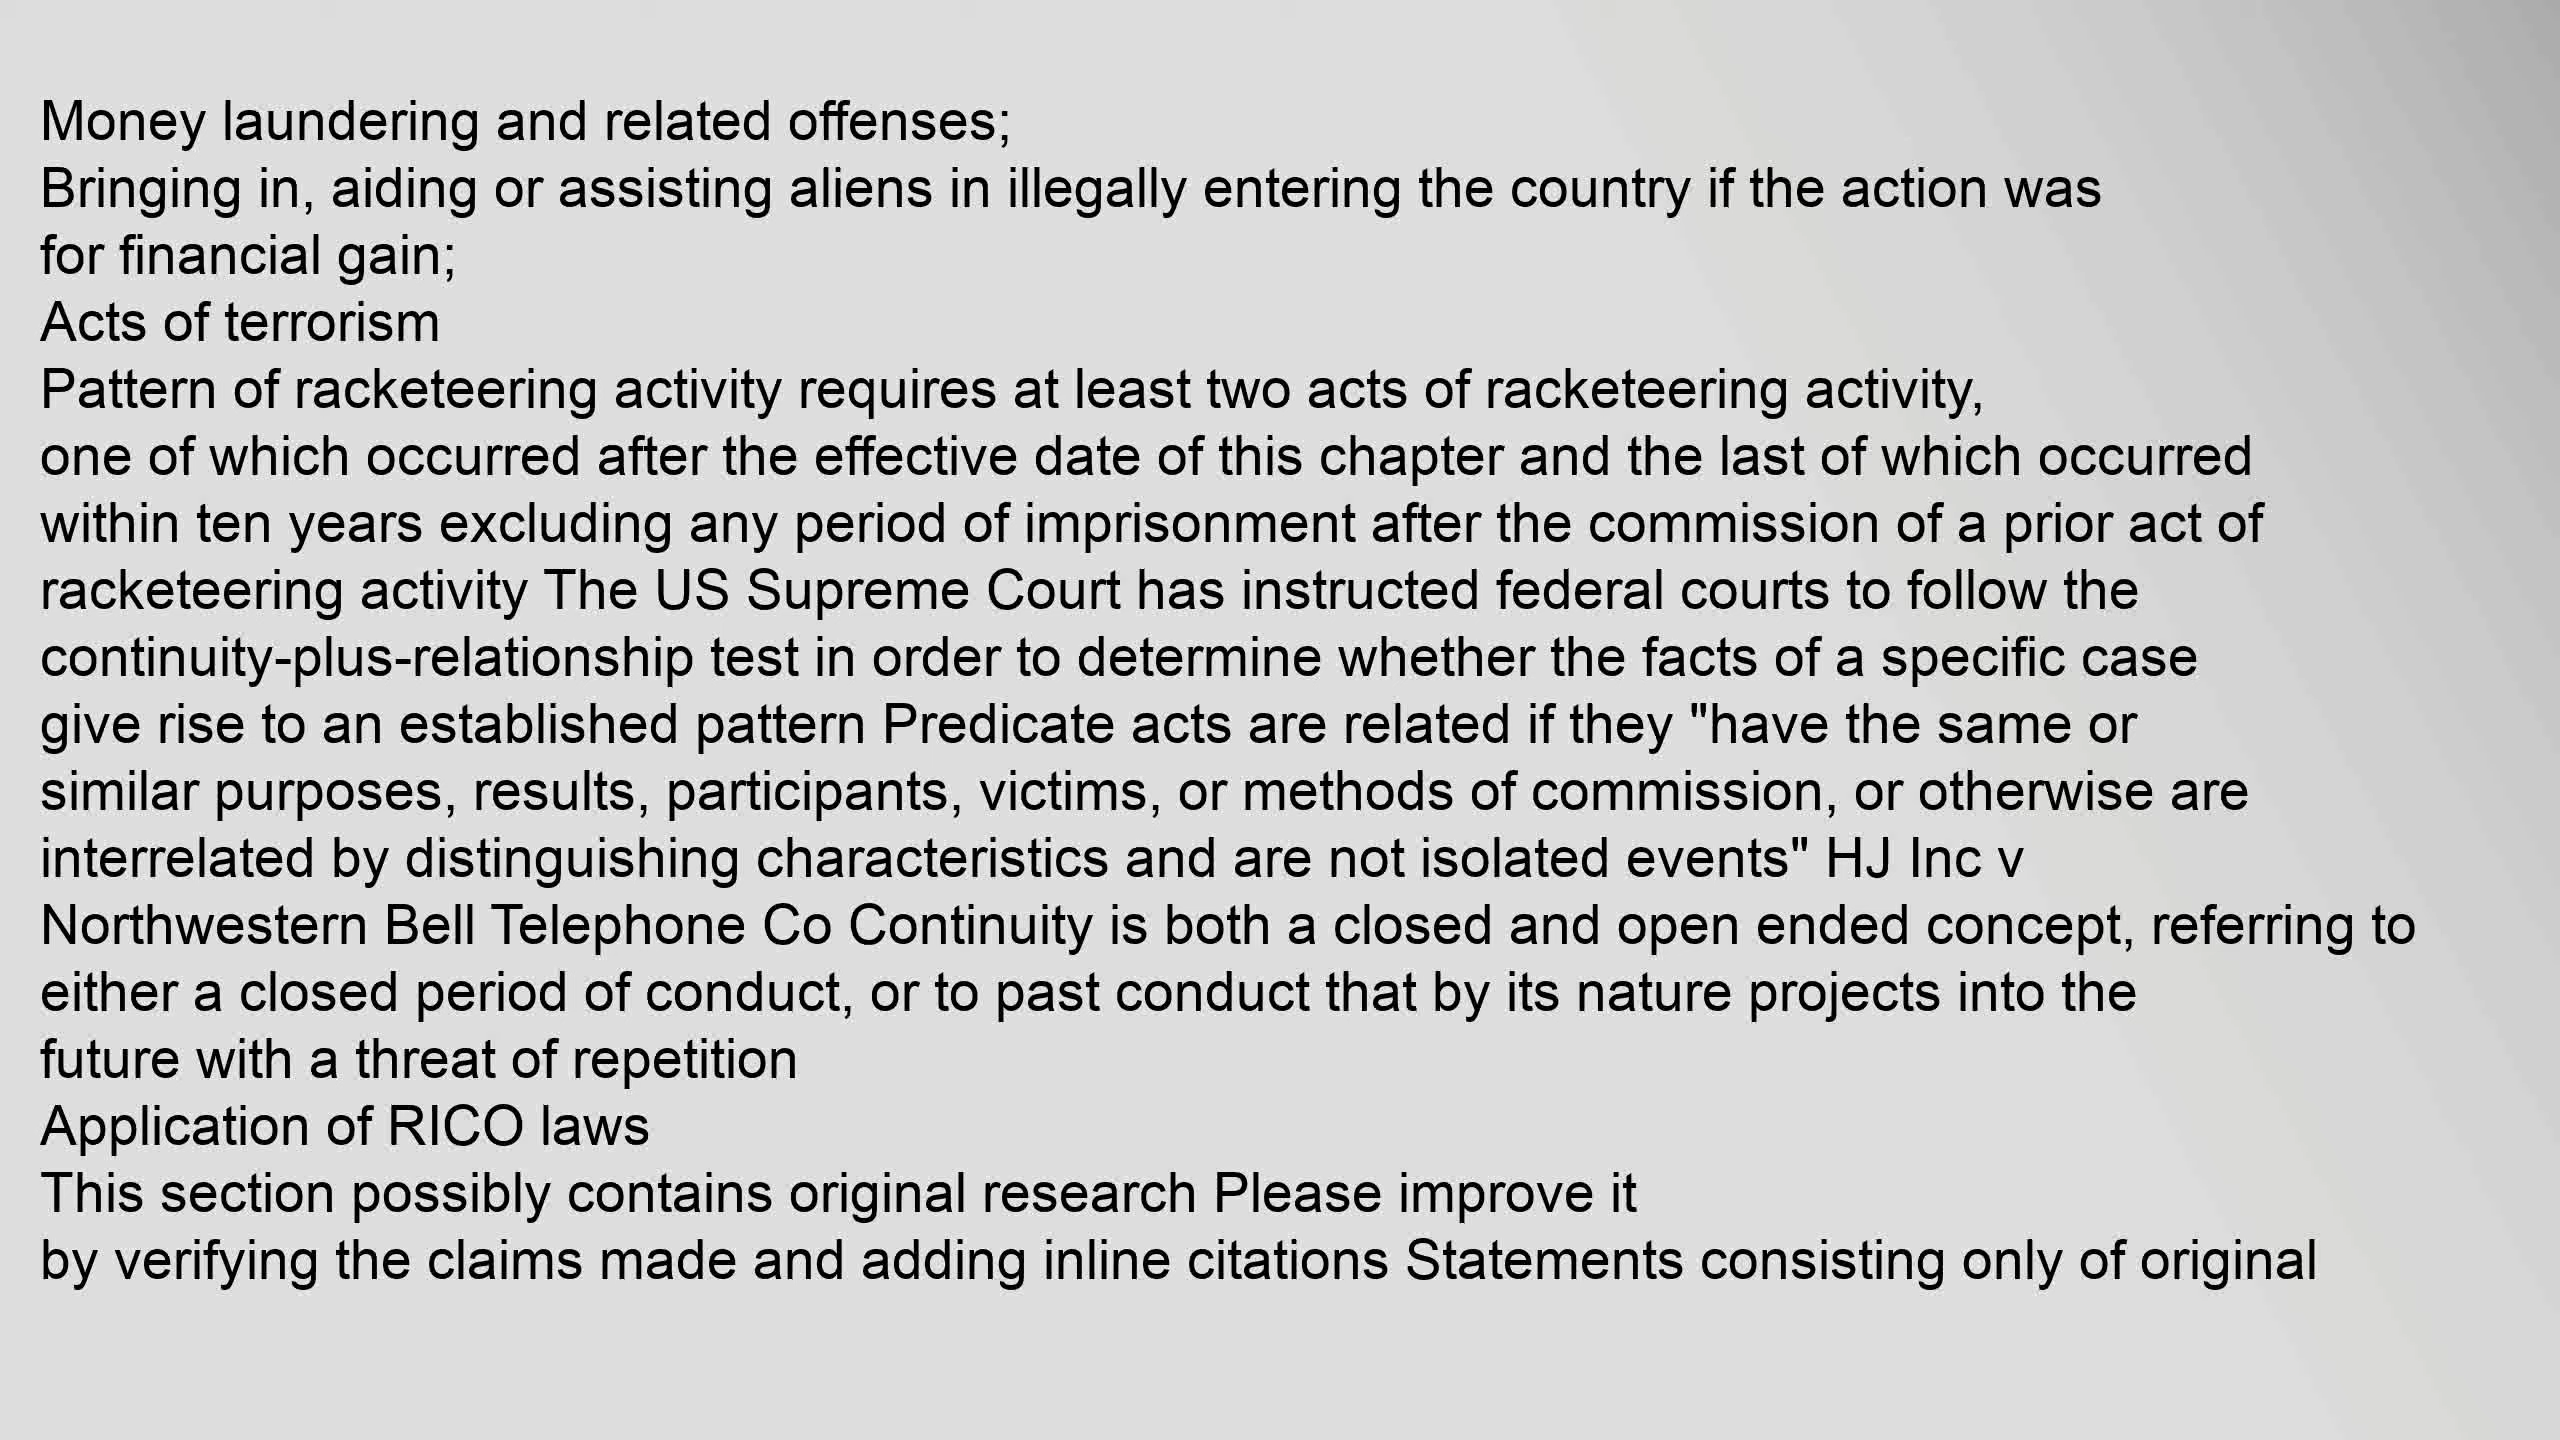 Money laundering and related offenses;
Bringing in, aiding or assisting aliens in illegally entering the country if the action was
for financial gain;
Acts of terrorism
Pattern of racketeering activity requires at least two acts of racketeering activity,
one of which occurred after the effective date of this chapter and the last of which occurred
within ten years excluding any period of imprisonment after the commission of a prior act of
racketeering activity The US Supreme Court has instructed federal courts to follow the
continuity-plus-relationship test in order to determine whether the facts of a specific case
give rise to an established pattern Predicate acts are related if they "have the same or
similar purposes, results, participants, victims, or methods of commission, or otherwise are
interrelated by distinguishing characteristics and are not isolated events" HJ Inc v
Northwestern Bell Telephone Co Continuity is both a closed and open ended concept, referring to
either a closed period of conduct, or to past conduct that by its nature projects into the
future with a threat of repetition
Application of RICO laws
This section possibly contains original research Please improve it
by verifying the claims made and adding inline citations Statements consisting only of original